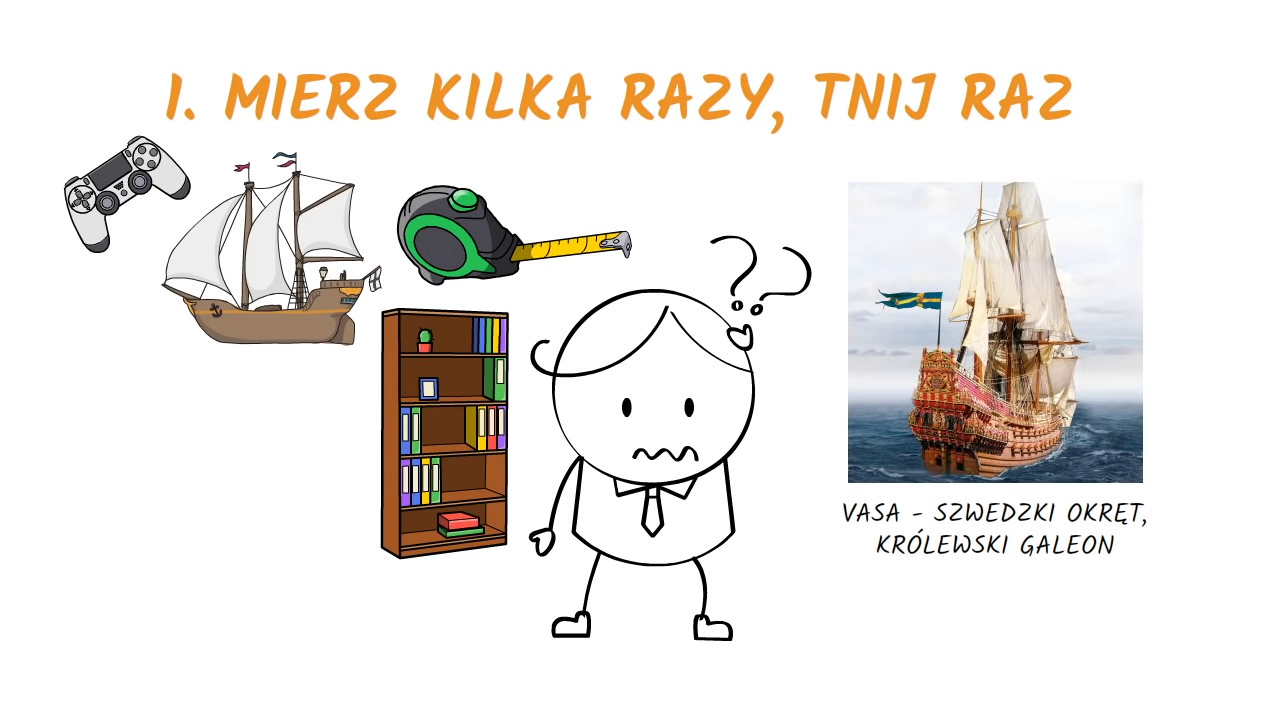 1. MIERZ KILKA RAZY, TNIJ RAZ
VASA - SZWEDZKI OKRĘT,
KRÓLEWSKI GALEON